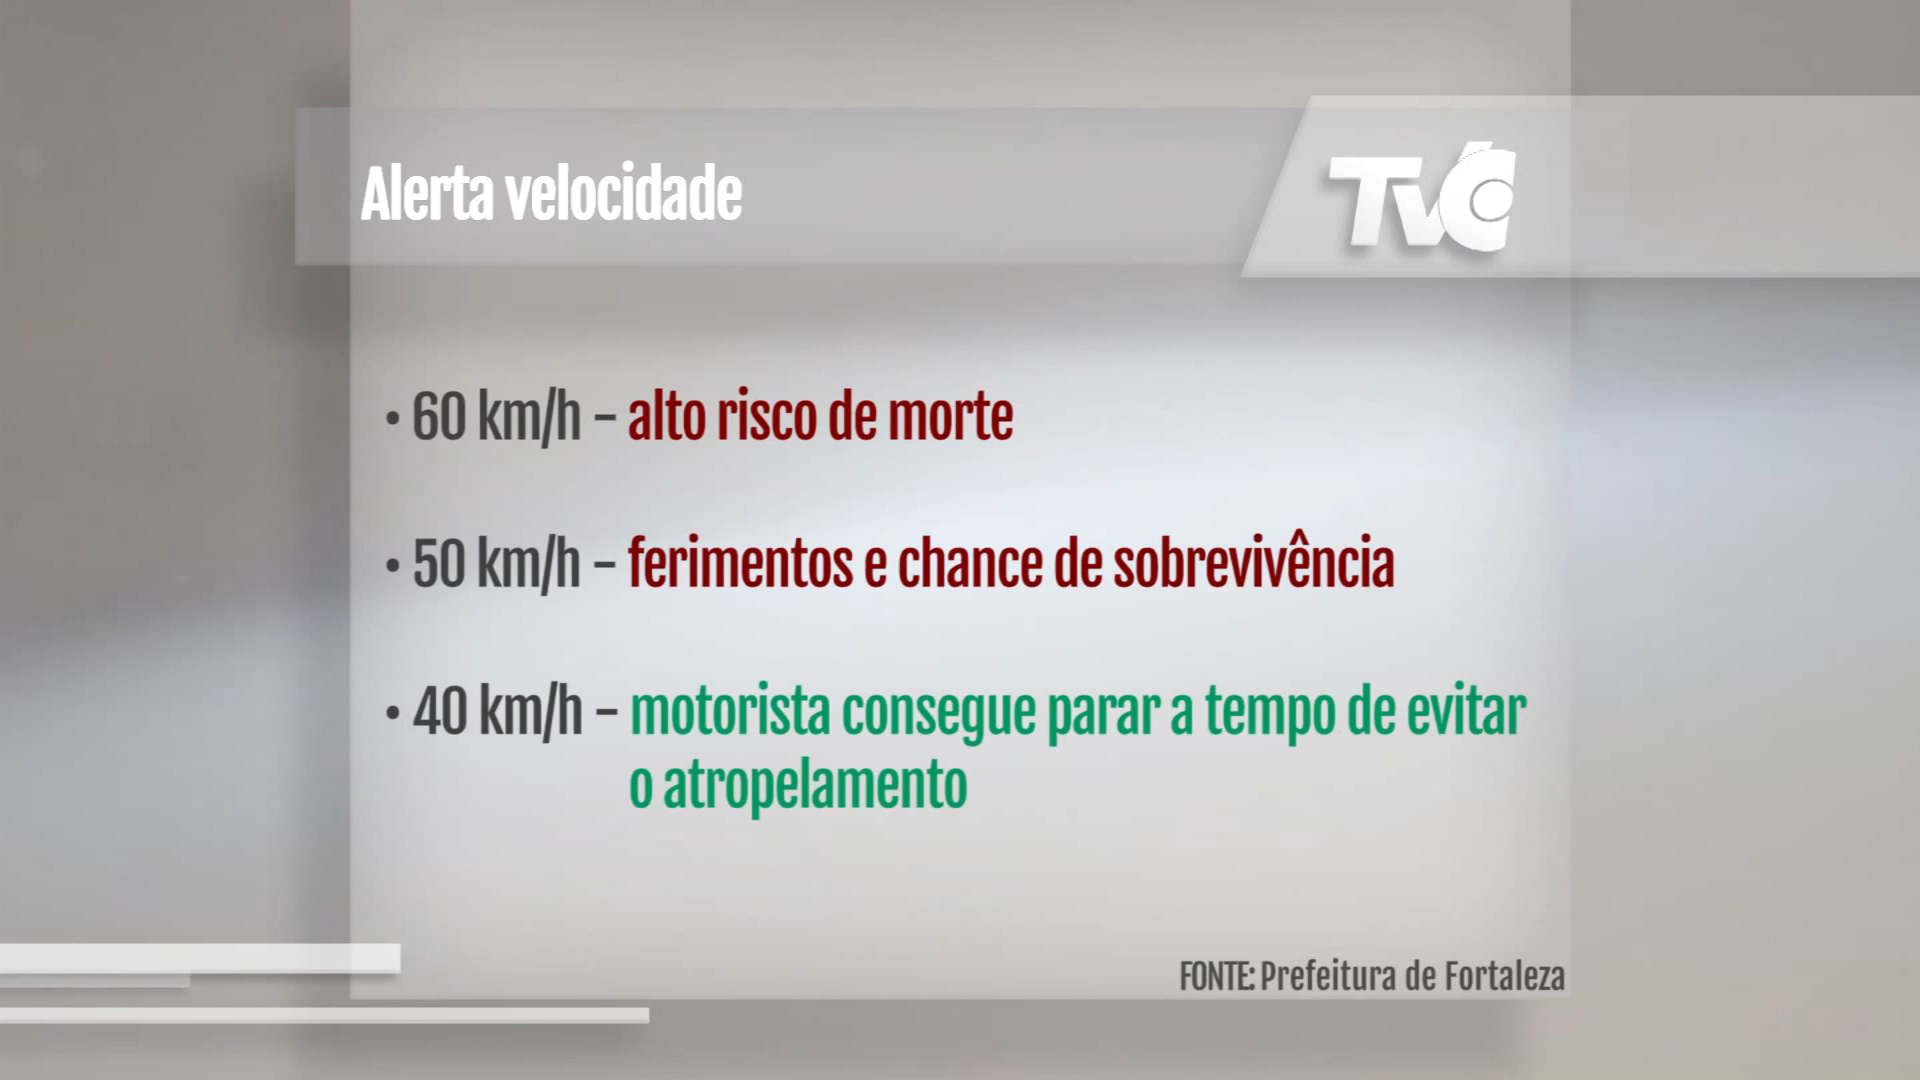 Alerta velocidade
TVC
• 60 km/h - alto risco de morte
• 50 km/h - ferimentos e chance de sobrevivência
• 40 km/h - motorista consegue parar a tempo de evitar
o atropelamento
FONTE: Prefeitura de Fortaleza